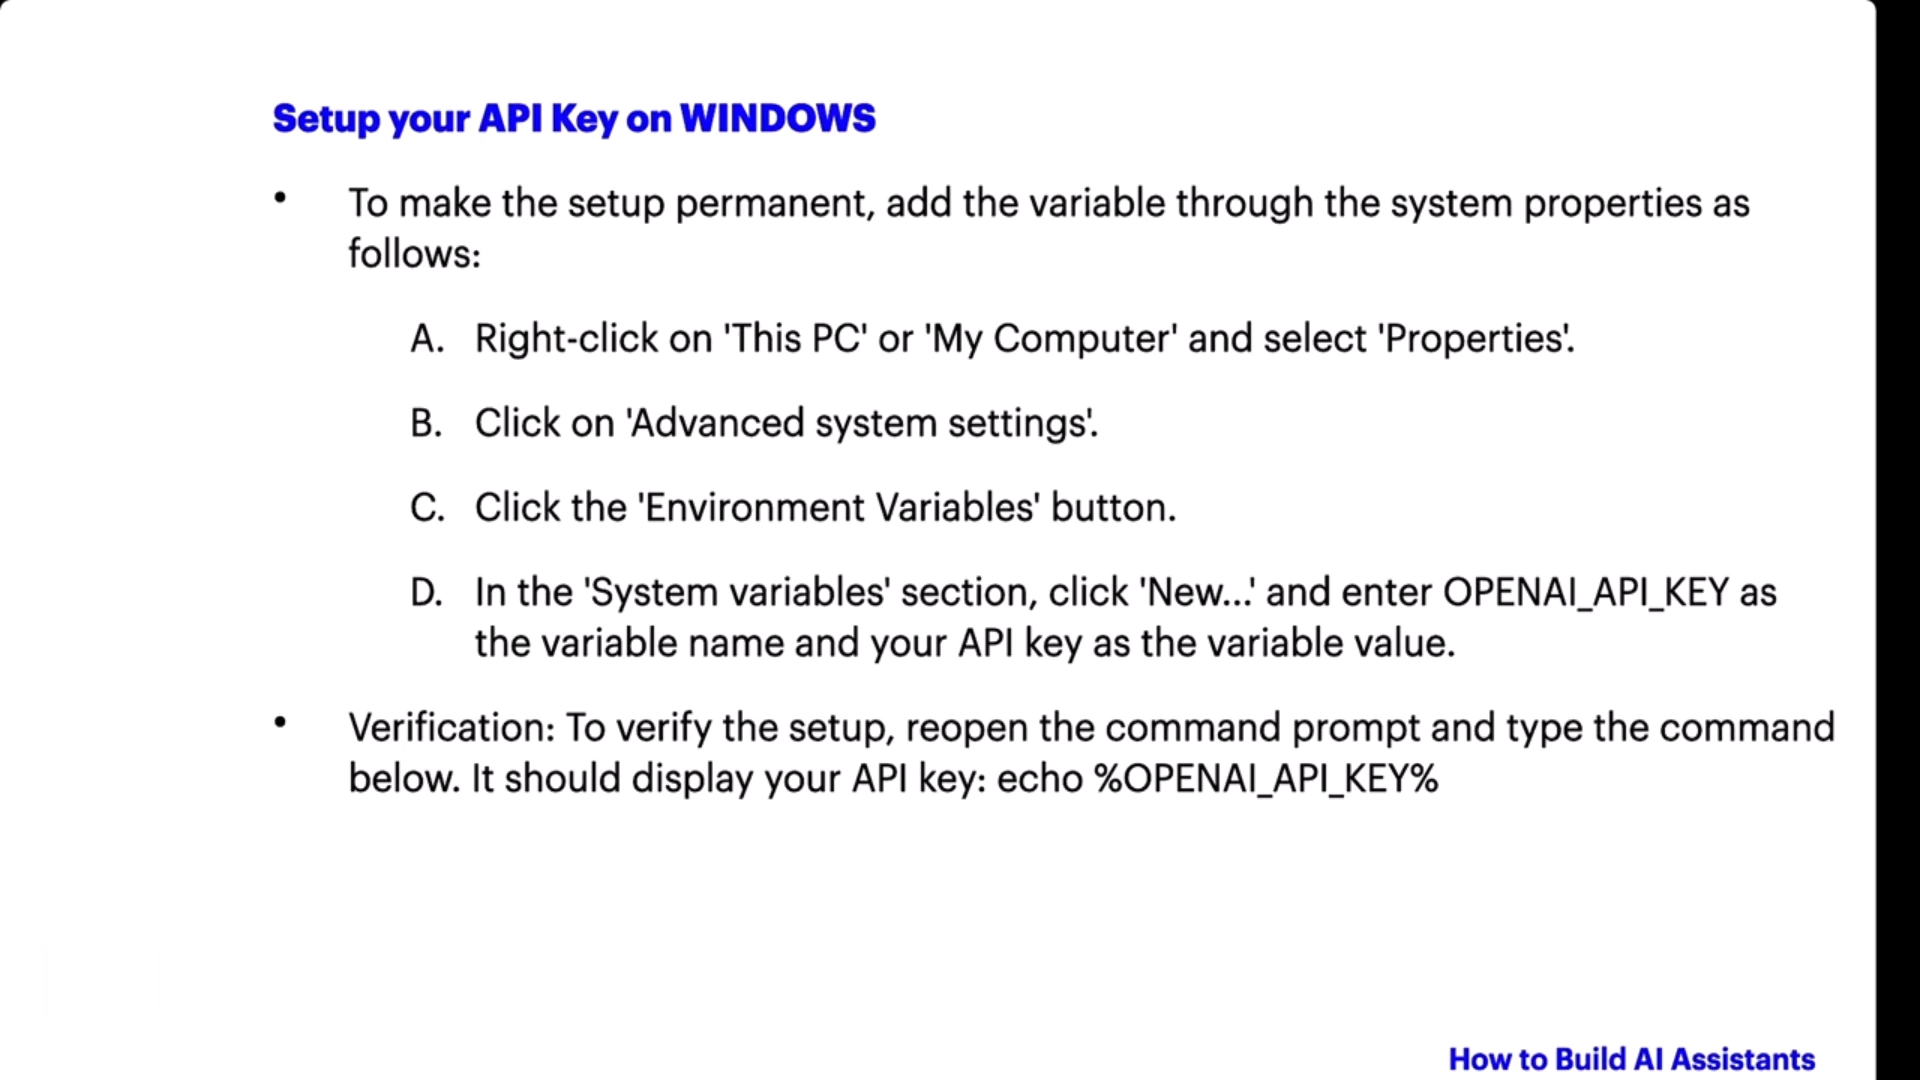 Setup your API Key on WINDOWS
• To make the setup permanent, add the variable through the system properties as
follows:
A. Right-click on 'This PC' or 'My Computer' and select 'Properties'.
B. Click on 'Advanced system settings'.
C. Click the 'Environment Variables' button.
D. In the 'System variables' section, click 'New...' and enter OPENAI_API_KEY as
the variable name and your API key as the variable value.
• Verification: To verify the setup, reopen the command prompt and type the command
below. It should display your API key: echo %OPENAI_API_KEY%
How to Build AI Assistants